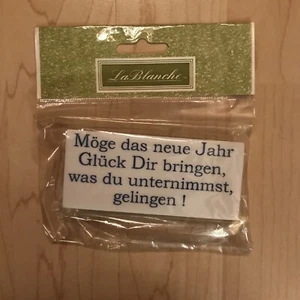 LaBlanche
Möge das neue Jahr
Glück Dir bringen,
was du unternimmst,
gelingen !